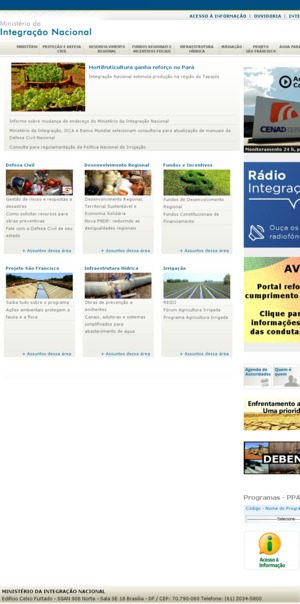 ACESSO À INFORMAÇÃO | OUVIDORIA | INTE
Ministério da
Integração Nacional
MINISTÉRIO
PROTEÇÃO E DEFESA CIVIL
DESENVOLVIMENTO REGIONAL
FUNDOS REGIONAIS E INCENTIVOS FISCAIS
INFRAESTRUTURA HÍDRICA
IRRIGAÇÃO
PROJETO SÃO FRANCISCO
ÁGUA PARA
Hortifruticultura ganha reforço no Pará
Integração Nacional estimula produção na região do Tapajós
Informe sobre mudança de endereço do Ministério da Integração Nacional
Ministério da Integração, JICA e Banco Mundial selecionam consultoria para atualização de manuais da
Defesa Civil Nacional
Consulta para regulamentação da Política Nacional de Irrigação
Defesa Civil
Gestão de riscos e respostas a
desastres
Como solicitar recursos para
obras preventivas
Fale com a Defesa Civil de seu
estado
+ Assuntos dessa área
Desenvolvimento Regional
Desenvolvimento Regional,
Territorial Sustentável e
Economia Solidária
Nova PNDR: reduzindo as
desigualdades regionais
+ Assuntos dessa área
Fundos e Incentivos
Fundos de Desenvolvimento
Regional
Fundos Constitucionais de
Financiamento
+ Assuntos dessa área
Projeto São Francisco
Saiba tudo sobre o programa
Ações ambientais protegem a
fauna e a flora
+ Assuntos dessa área
Infraestrutura Hídrica
Obras de prevenção a
enchentes
Canais, adutoras e sistemas
simplificados para
abastecimento de água
+ Assuntos dessa área
Irrigação
REIDI
Fórum Agricultura Irrigada
Programa Agricultura Irrigada
+ Assuntos dessa área
CENAD
Monitoramento 24 h, p
Rádio
Integraç
Ouça os
radiofôn
AV
Portal refo
cumprimento
Clique para
informações
das conduta
Agenda de
Autoridades
Quem é
quem
Enfrentamento a
Uma priorid
DEBEN
Programas - PPA
Código - Nome do Progra
Selecione
Acesso à
Informação
MINISTÉRIO DA INTEGRAÇÃO NACIONAL
Edifício Celso Furtado - SGAN 906 Norte - Sala SE 18 Brasília - DF / CEP: 70.790-060 Telefone: (61) 2034-5800